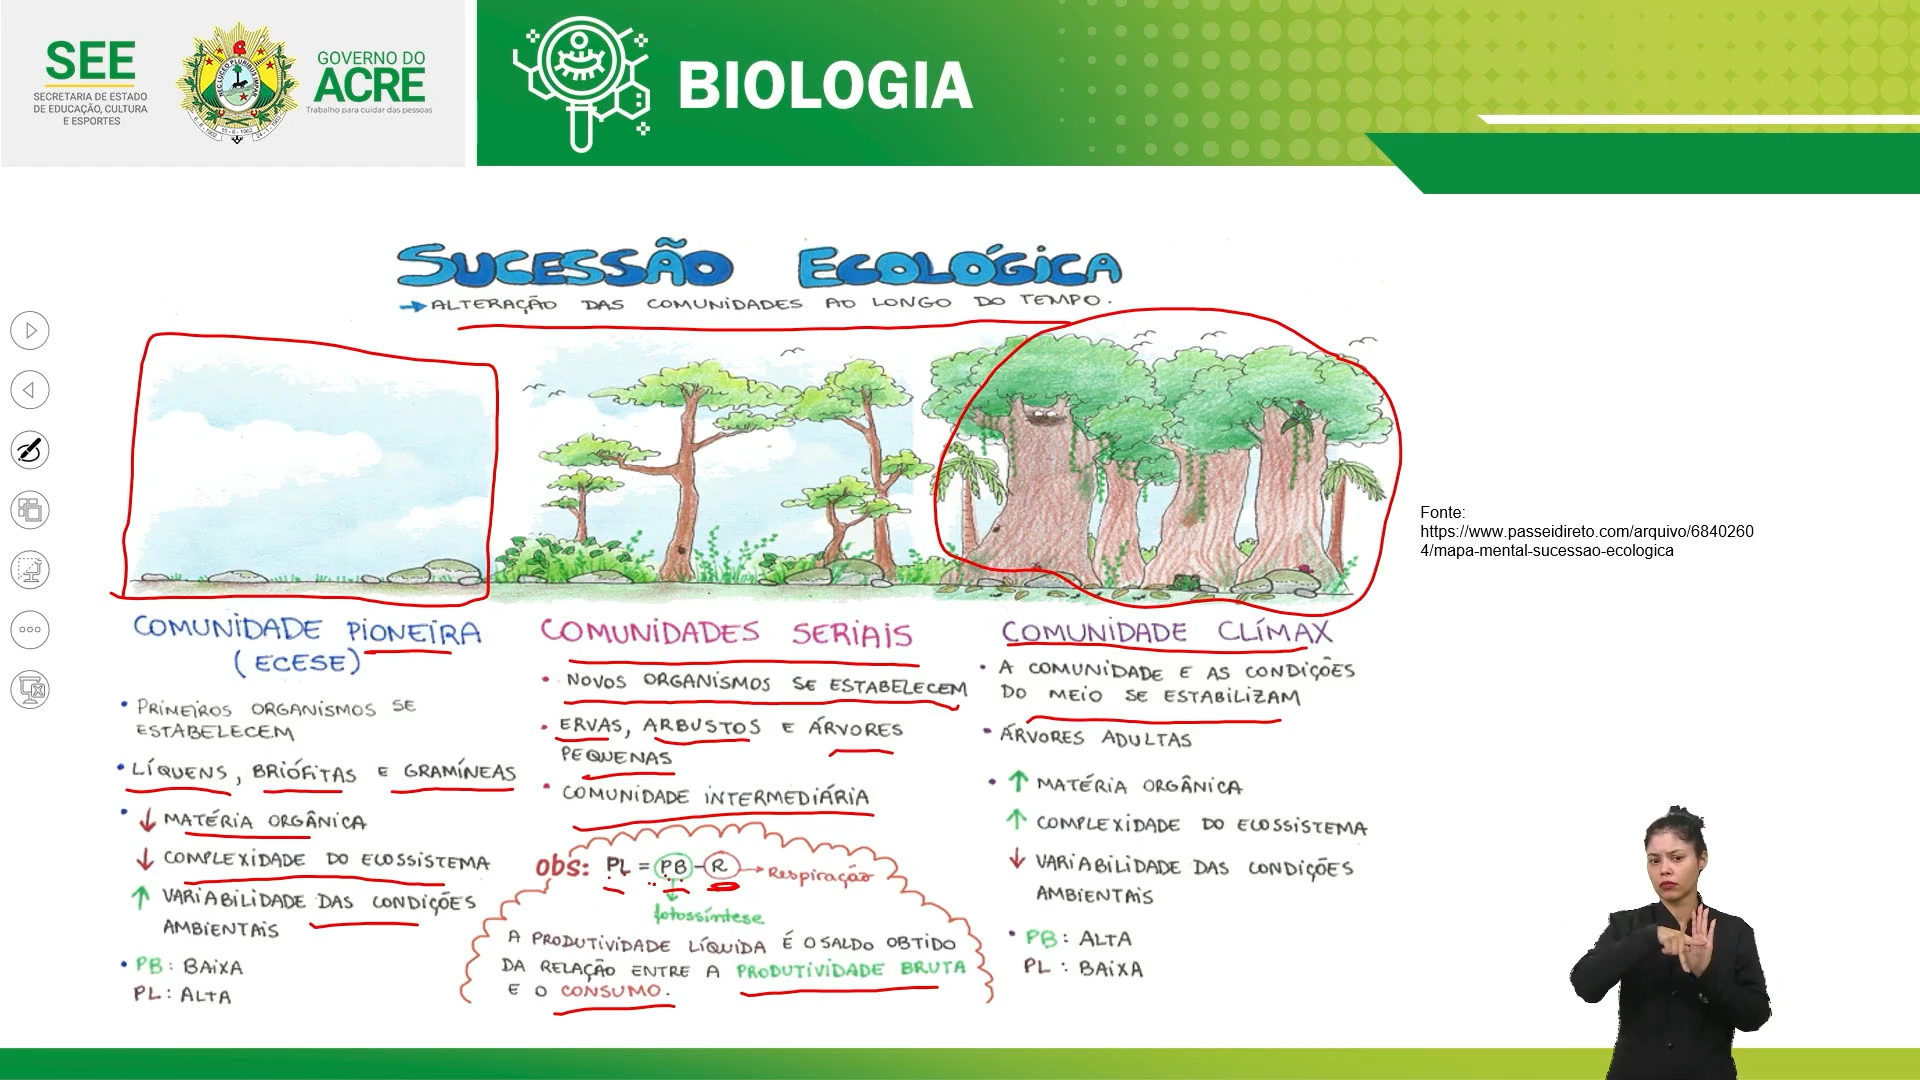 SEE
SECRETARIA DE ESTADO
DE EDUCAÇÃO, CULTURA
E ESPORTES
GOVERNO DO
ACRE
Trabalho para cuidar das pessoas
BIOLOGIA
SUCESSÃO ECOLÓGICA
ALTERAÇÃO DAS COMUNIDADES AO LONGO DO TEMPO.
COMUNIDADE PIONEIRA
(ECESE)
• PRIMEIROS ORGANISMOS SE
ESTABELECEM
• LÍQUENS, BRIÓFITAS E GRAMÍNEAS
• ↓ MATÉRIA ORGÂNICA
↓ COMPLEXIDADE DO ECOSSISTEMA
↑ VARIABILIDADE DAS CONDIÇÕES
AMBIENTAIS
• PB: BAIXA
PL: ALTA
COMUNIDADES SERIAIS
• NOVOS ORGANISMOS SE ESTABELECEM
• ERVAS, ARBUSTOS E ÁRVORES
PEQUENAS
• COMUNIDADE INTERMEDIÁRIA
obs: PL = PB - R → Respiração
fotossíntese
A PRODUTIVIDADE LÍQUIDA É O SALDO OBTIDO
DA RELAÇÃO ENTRE A PRODUTIVIDADE BRUTA
E O CONSUMO.
COMUNIDADE CLÍMAX
• A COMUNIDADE E AS CONDIÇÕES
DO MEIO SE ESTABILIZAM
• ÁRVORES ADULTAS
• ↑ MATÉRIA ORGÂNICA
↑ COMPLEXIDADE DO ECOSSISTEMA
↓ VARIABILIDADE DAS CONDIÇÕES
AMBIENTAIS
• PB: ALTA
PL: BAIXA
Fonte:
https://www.passeidireto.com/arquivo/6840260
4/mapa-mental-sucessao-ecologica